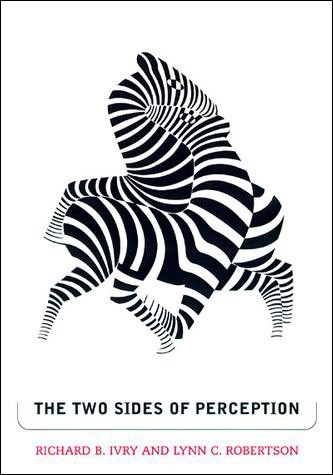 THE TWO SIDES OF PERCEPTION
RICHARD B. IVRY AND LYNN C. ROBERTSON